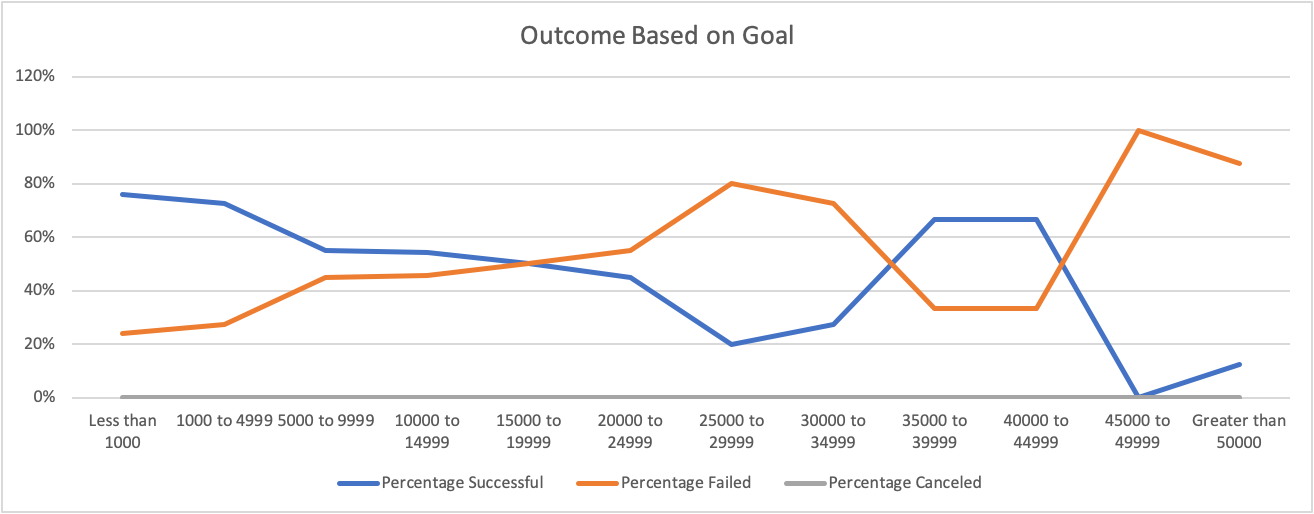 Outcome Based on Goal
120%
100%
80%
60%
40%
20%
0%
Less than 1000 to 4999 5000 to 9999 10000 to 15000 to 20000 to 25000 to 30000 to 35000 to 40000 to 45000 to Greater than
1000 14999 19999 24999 29999 34999 39999 44999 49999 50000
Percentage Successful Percentage Failed Percentage Canceled